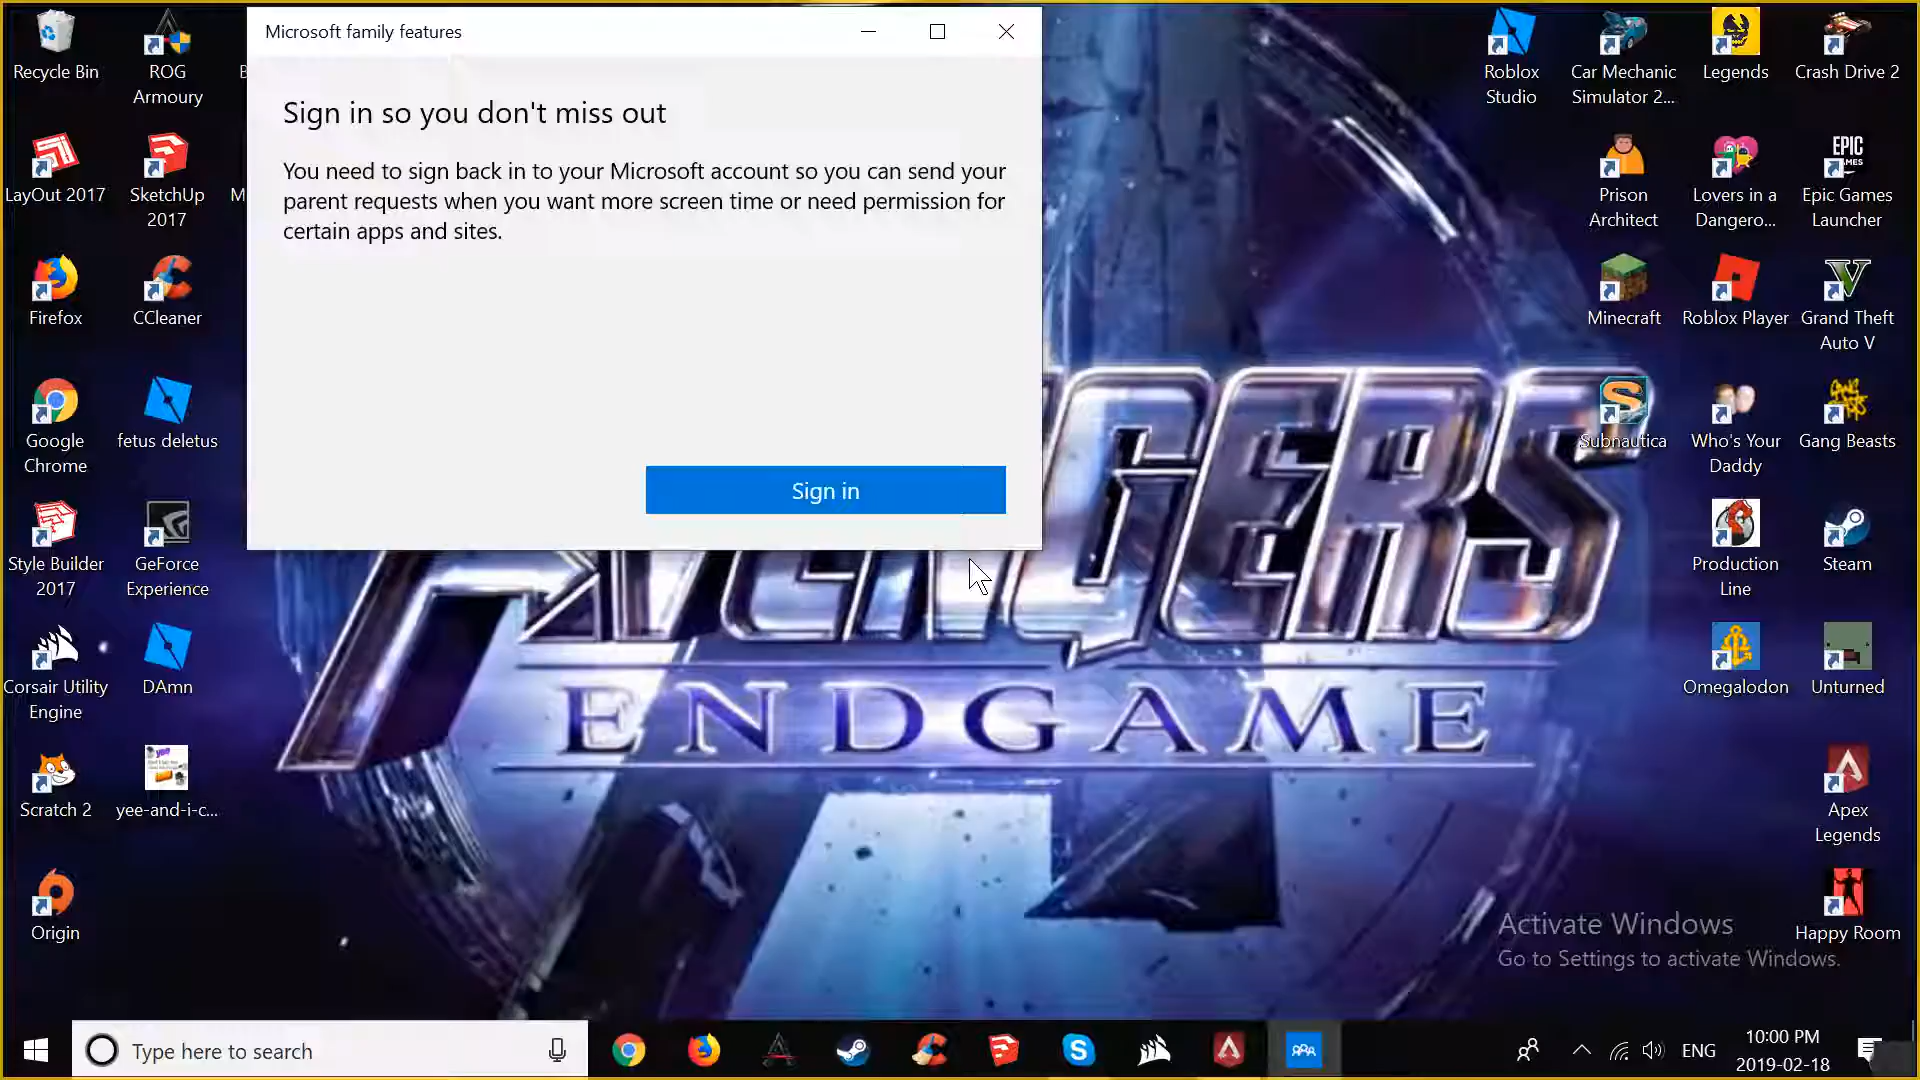 Microsoft family features
Sign in so you don't miss out
You need to sign back in to your Microsoft account so you can send your
parent requests when you want more screen time or need permission for
certain apps and sites.
Sign in
Recycle Bin
ROG
Armoury
LayOut 2017
SketchUp
2017
Firefox
CCleaner
Google
Chrome
fetus deletus
Style Builder
2017
GeForce
Experience
Corsair Utility
Engine
DAmn
Scratch 2
yee-and-i-c...
Origin
Roblox
Studio
Car Mechanic
Simulator 2...
Legends
Crash Drive 2
Prison
Architect
Lovers in a
Dangero...
EPIC
GAMES
Epic Games
Launcher
Minecraft
Roblox Player
Grand Theft
Auto V
Subnautica
Who's Your
Daddy
Gang Beasts
Production
Line
Steam
Omegalodon
Unturned
Apex
Legends
Happy Room
AVENGERS
ENDGAME
Activate Windows
Go to Settings to activate Windows.
Type here to search
ENG
10:00 PM
2019-02-18